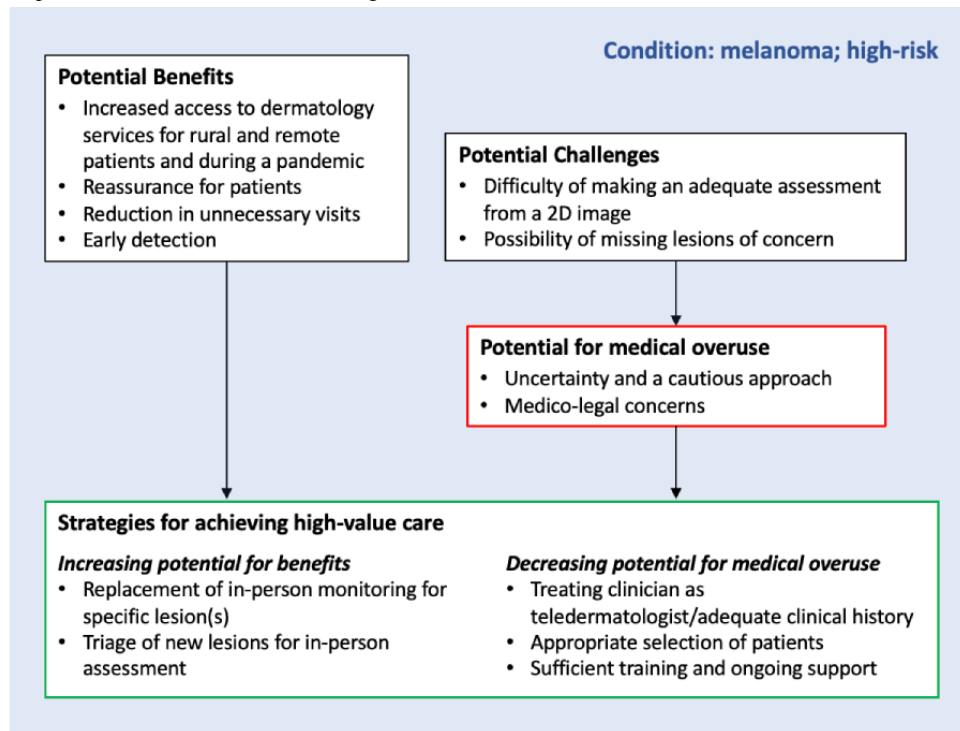 Condition: melanoma; high-risk
Potential Benefits
• Increased access to dermatology
services for rural and remote
patients and during a pandemic
• Reassurance for patients
• Reduction in unnecessary visits
• Early detection
Potential Challenges
• Difficulty of making an adequate assessment
from a 2D image
• Possibility of missing lesions of concern
Potential for medical overuse
• Uncertainty and a cautious approach
• Medico-legal concerns
Strategies for achieving high-value care
Increasing potential for benefits
• Replacement of in-person monitoring for
specific lesion(s)
• Triage of new lesions for in-person
assessment
Decreasing potential for medical overuse
• Treating clinician as
teledermatologist/adequate clinical history
• Appropriate selection of patients
• Sufficient training and ongoing support